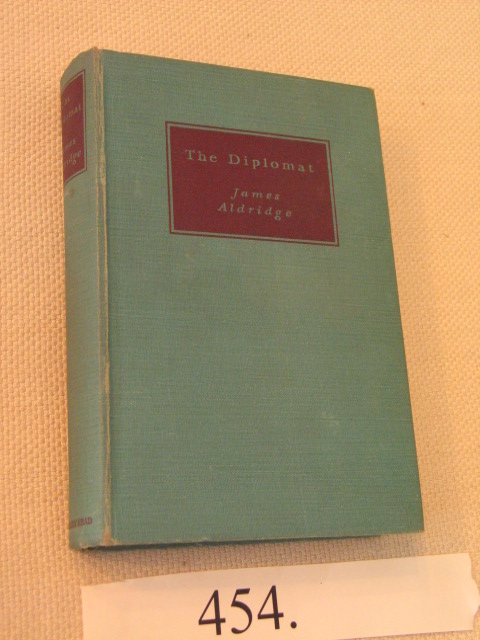 The Diplomat
James
Aldridge
454.